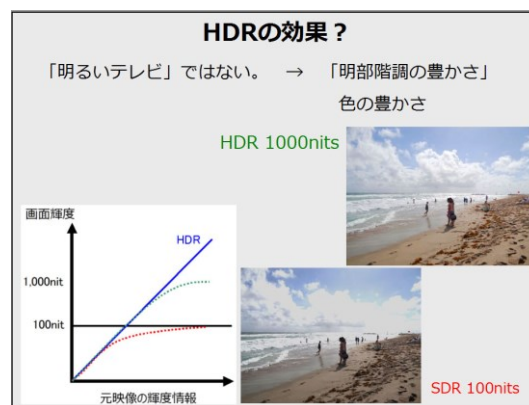 HDRの効果？
「明るいテレビ」ではない。 → 「明部階調の豊かさ」
色の豊かさ
HDR 1000nits
画面輝度
HDR
1,000nit
100nit
元映像の輝度情報
SDR 100nits